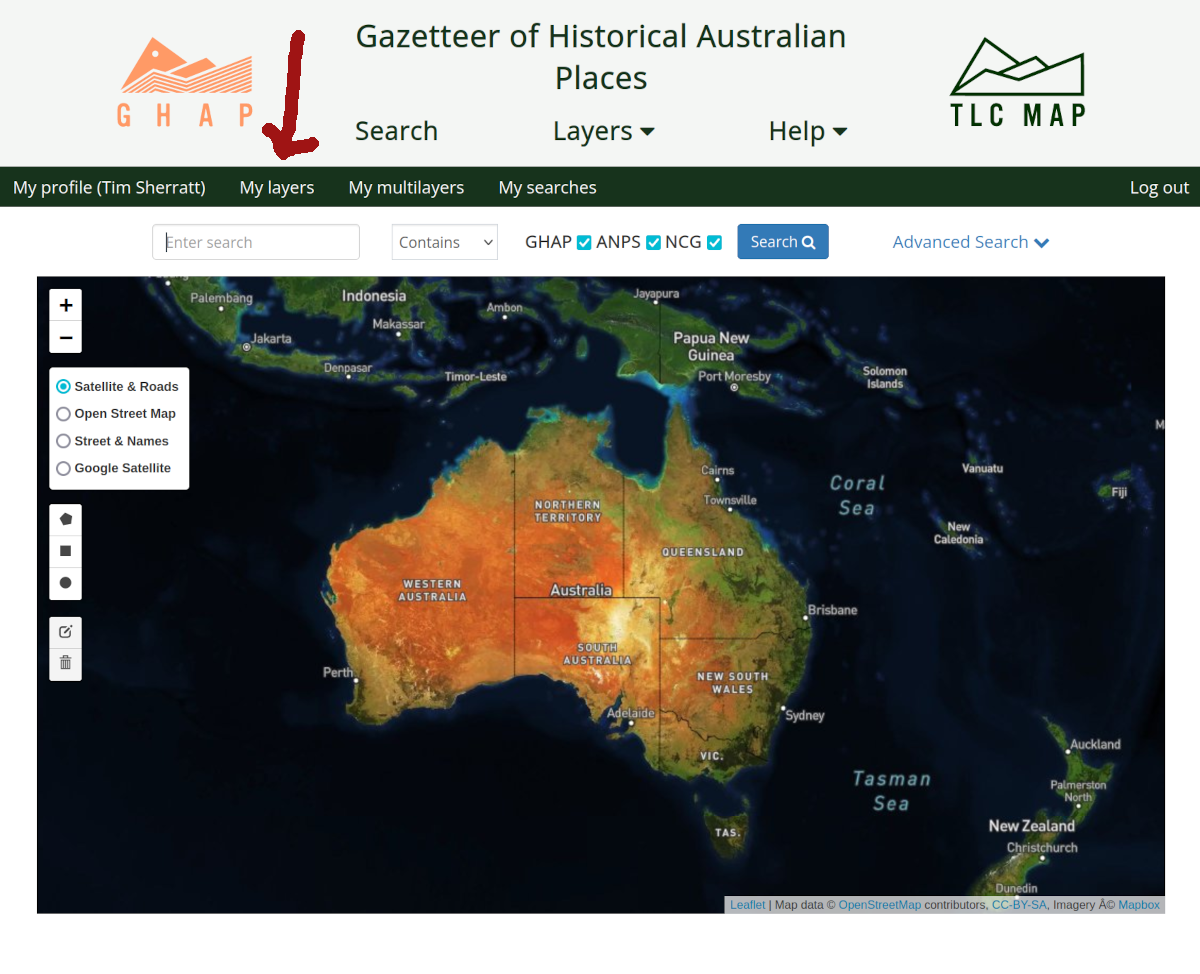 Gazetteer of Historical Australian
Places
GHAP
TLC MAP
Search
Layers
Help
My profile (Tim Sherratt)
My layers
My multilayers
My searches
Log out
Enter search
Contains
GHAP
ANPS
NCG
Search
Advanced Search
+
−
Satellite & Roads
Open Street Map
Street & Names
Google Satellite
Palembang
Indonesia
Ambon
Jayapura
Makassar
Jakarta
Papua New
Guinea
Denpasar
Timor-Leste
Port Moresby
Solomon
Islands
M
Cairns
Vanuatu
Coral
Sea
Fiji
Townsville
NORTHERN
TERRITORY
New
Caledonia
QUEENSLAND
WESTERN
AUSTRALIA
Australia
Brisbane
SOUTH
AUSTRALIA
Perth
NEW SOUTH
WALES
Adelaide
Sydney
VIC.
Auckland
Tasman
Sea
Palmerston
North
TAS.
New Zealand
Christchurch
Dunedin
Leaflet | Map data © OpenStreetMap contributors, CC-BY-SA, Imagery Â© Mapbox